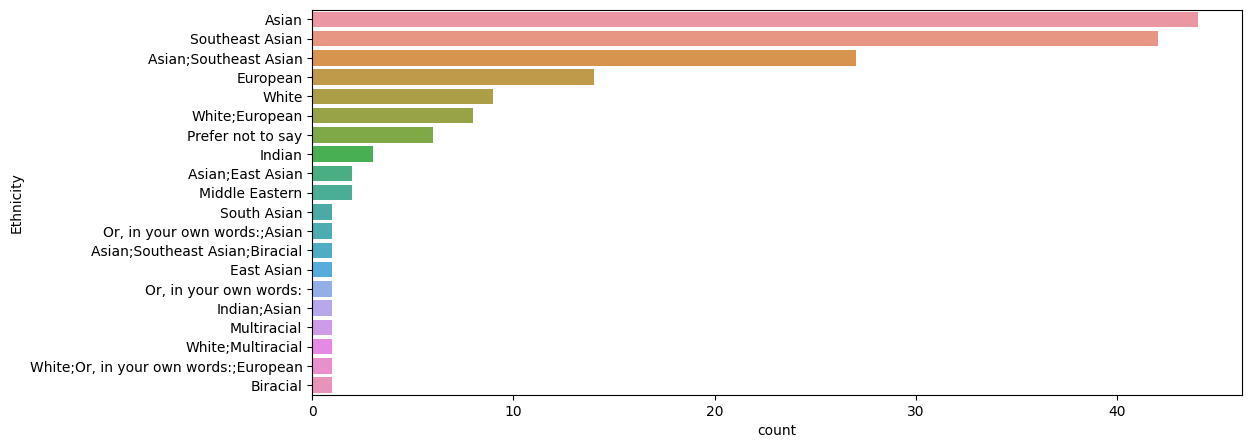 Asian
Southeast Asian
Asian;Southeast Asian
European
White
White;European
Prefer not to say
Indian
Asian;East Asian
Middle Eastern
South Asian
Or, in your own words:;Asian
Asian;Southeast Asian;Biracial
East Asian
Or, in your own words:
Indian;Asian
Multiracial
White;Multiracial
White;Or, in your own words:;European
Biracial
Ethnicity
0 10 20 30 40
count